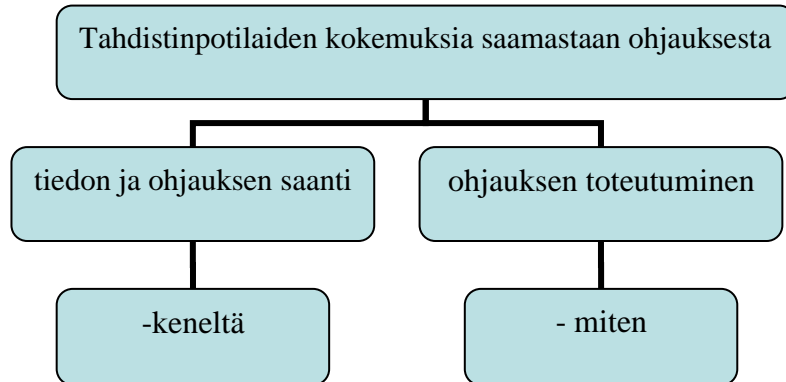 Tahdistinpotilaiden kokemuksia saamastaan ohjauksesta
tiedon ja ohjauksen saanti
ohjauksen toteutuminen
-keneltä
- miten